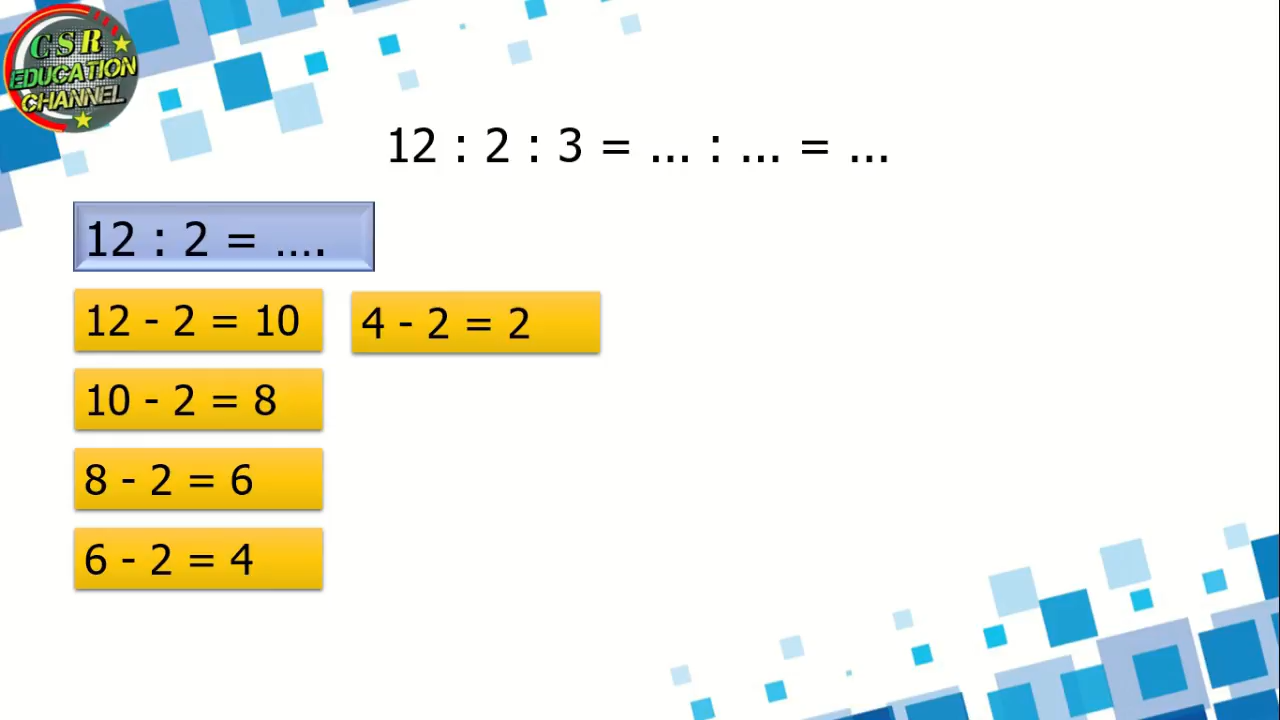 CSR
EDUCATION
CHANNEL
12 : 2 : 3 = ... : ... = ...
12 : 2 = ....
12 - 2 = 10
10 - 2 = 8
8 - 2 = 6
6 - 2 = 4
4 - 2 = 2